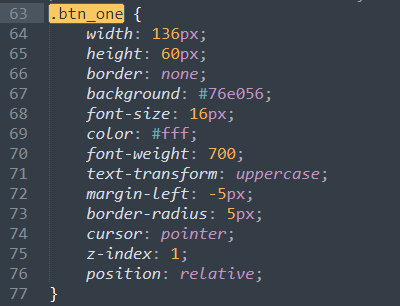 63 .btn_one {
64 width: 136px;
65 height: 60px;
66 border: none;
67 background: #76e056;
68 font-size: 16px;
69 color: #fff;
70 font-weight: 700;
71 text-transform: uppercase;
72 margin-left: -5px;
73 border-radius: 5px;
74 cursor: pointer;
75 z-index: 1;
76 position: relative;
77 }